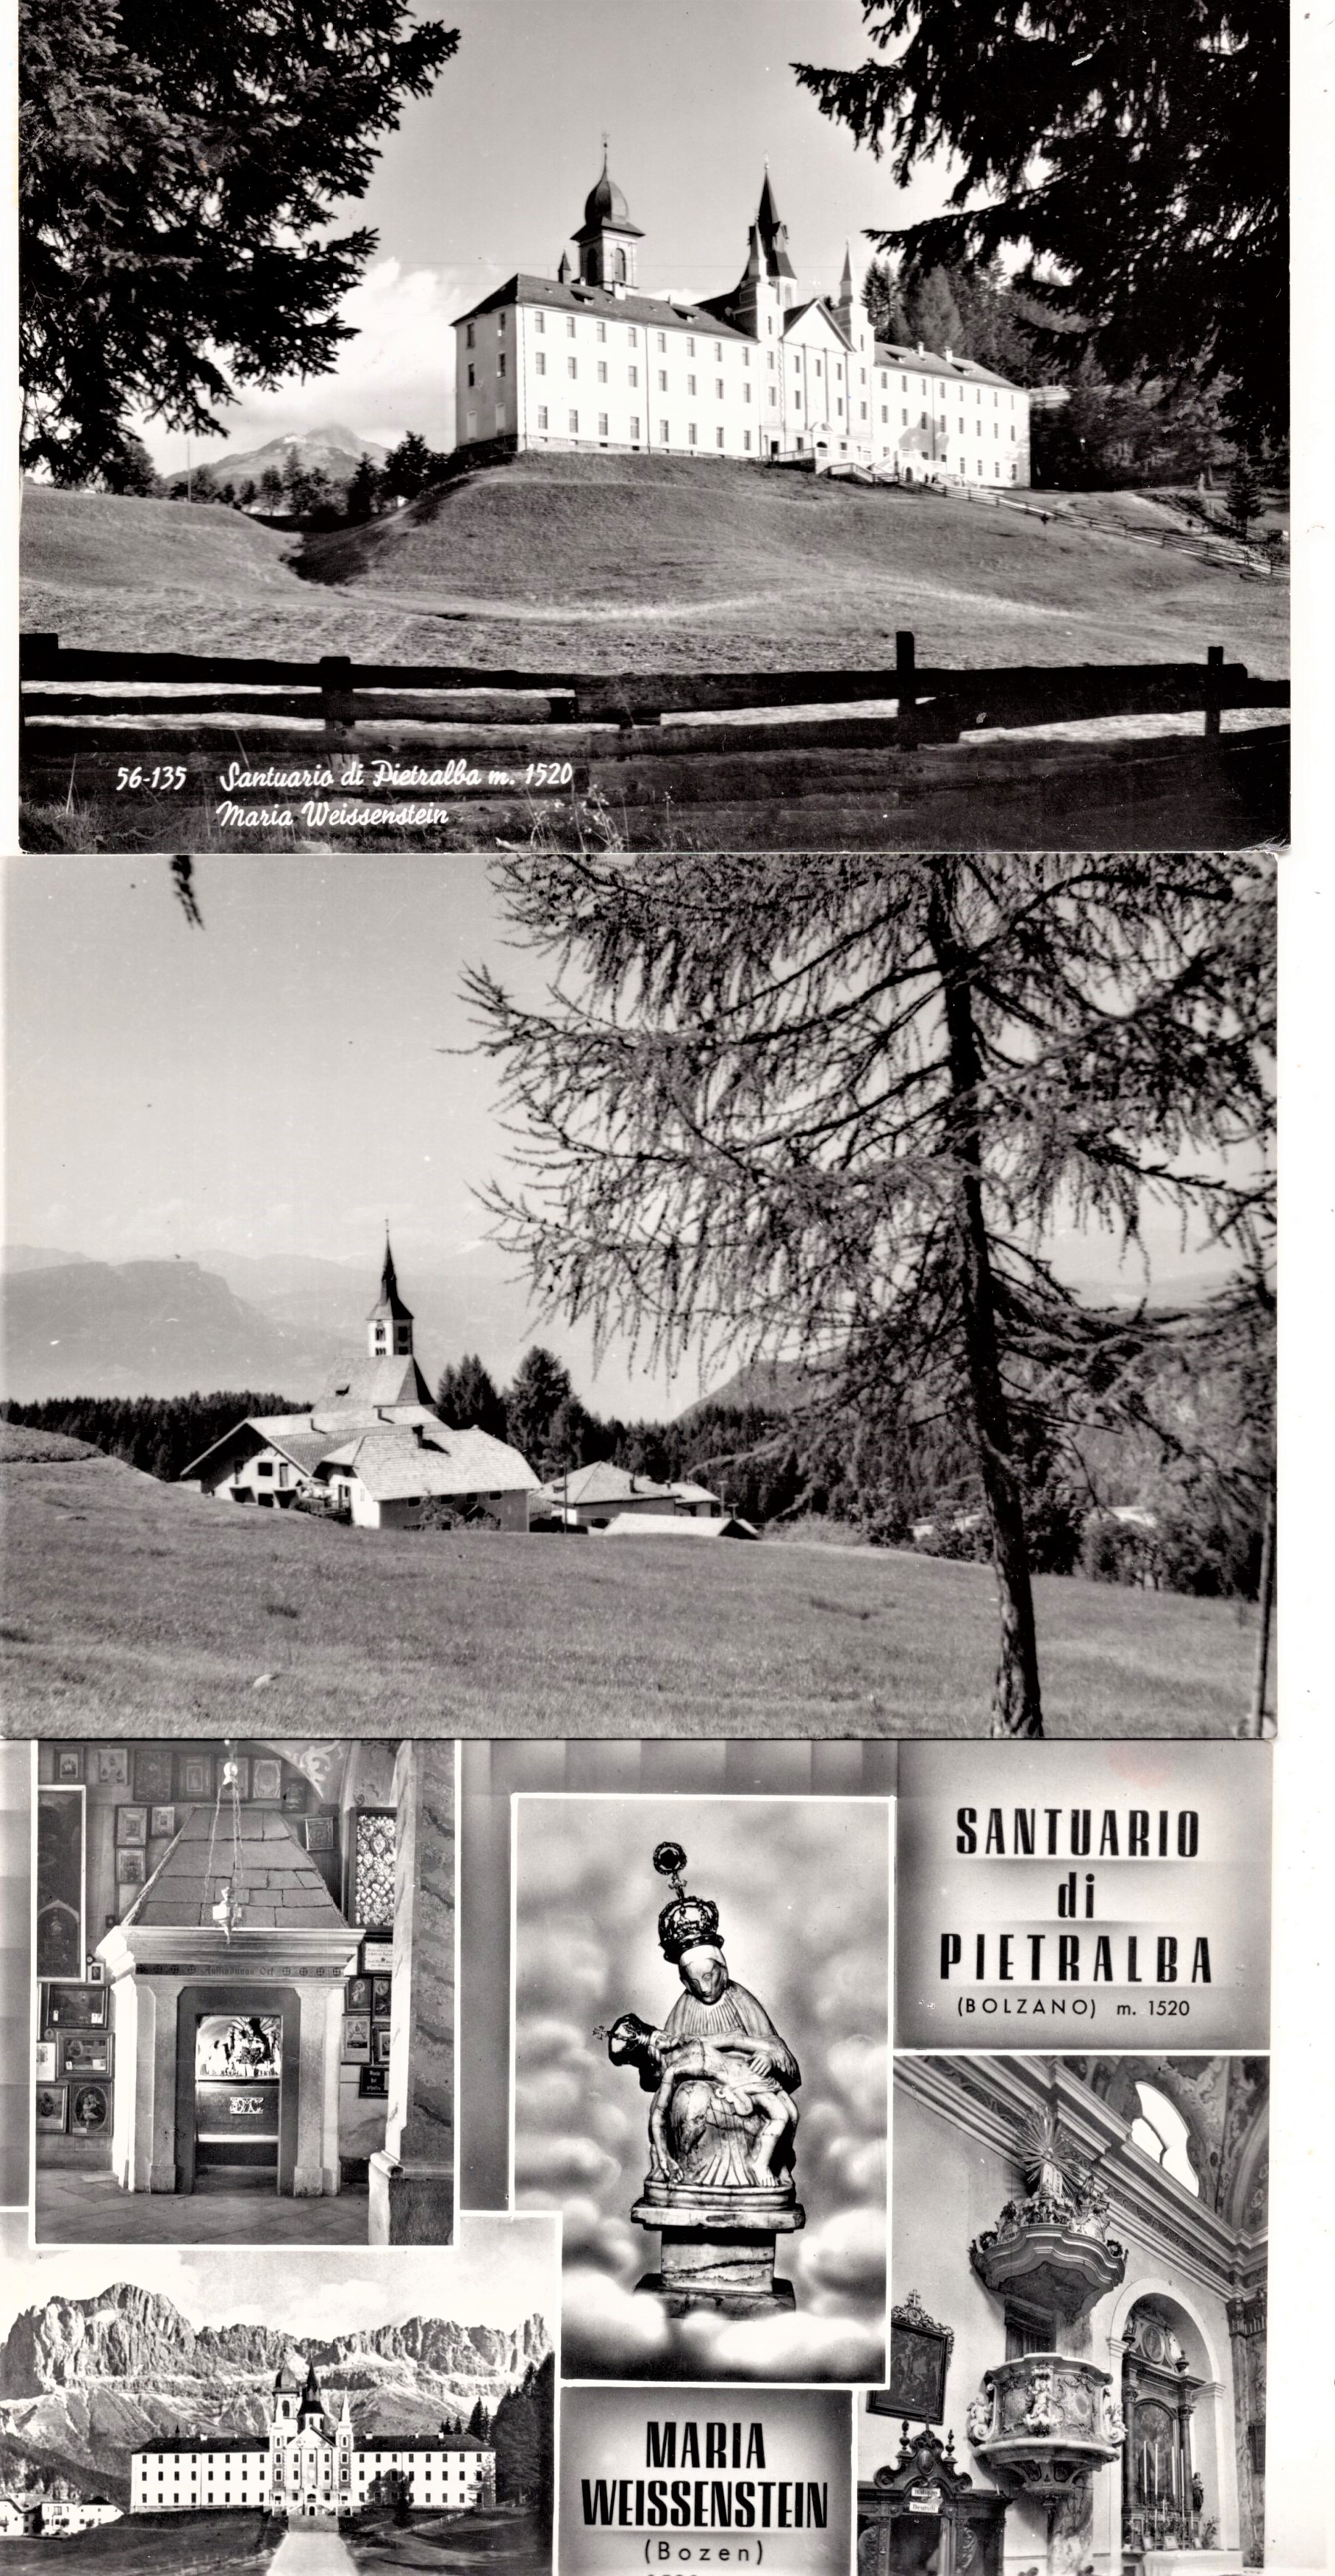 56-135 Santuario di Pietralba m. 1520
Maria Weissenstein
SANTUARIO
di
PIETRALBA
(BOLZANO) m. 1520
MARIA
WEISSENSTEIN
(Bozen)